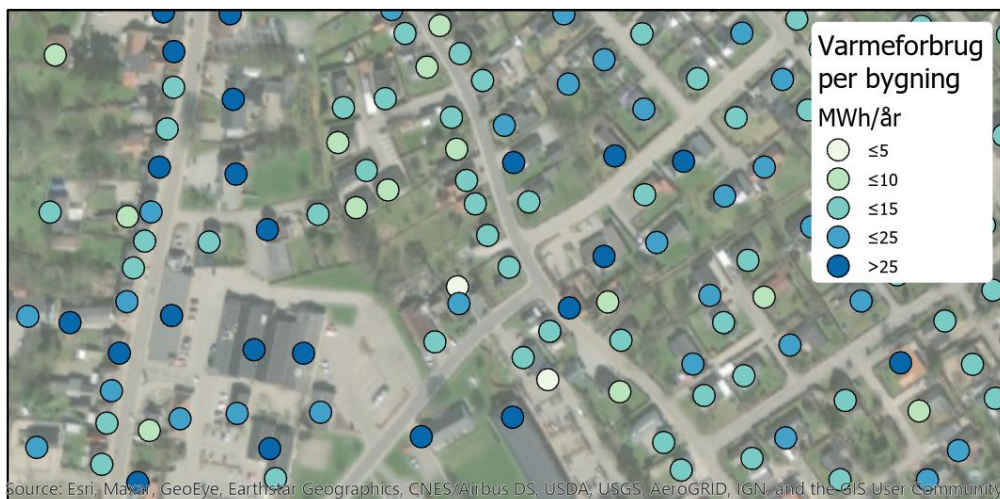 Varmeforbrug
per bygning
MWh/år
≤5
≤10
≤15
≤25
>25
Source: Esri, Maxar, GeoEye, Earthstar Geographics, CNES/Airbus DS, USDA, USGS, AeroGRID, IGN, and the GIS User Community